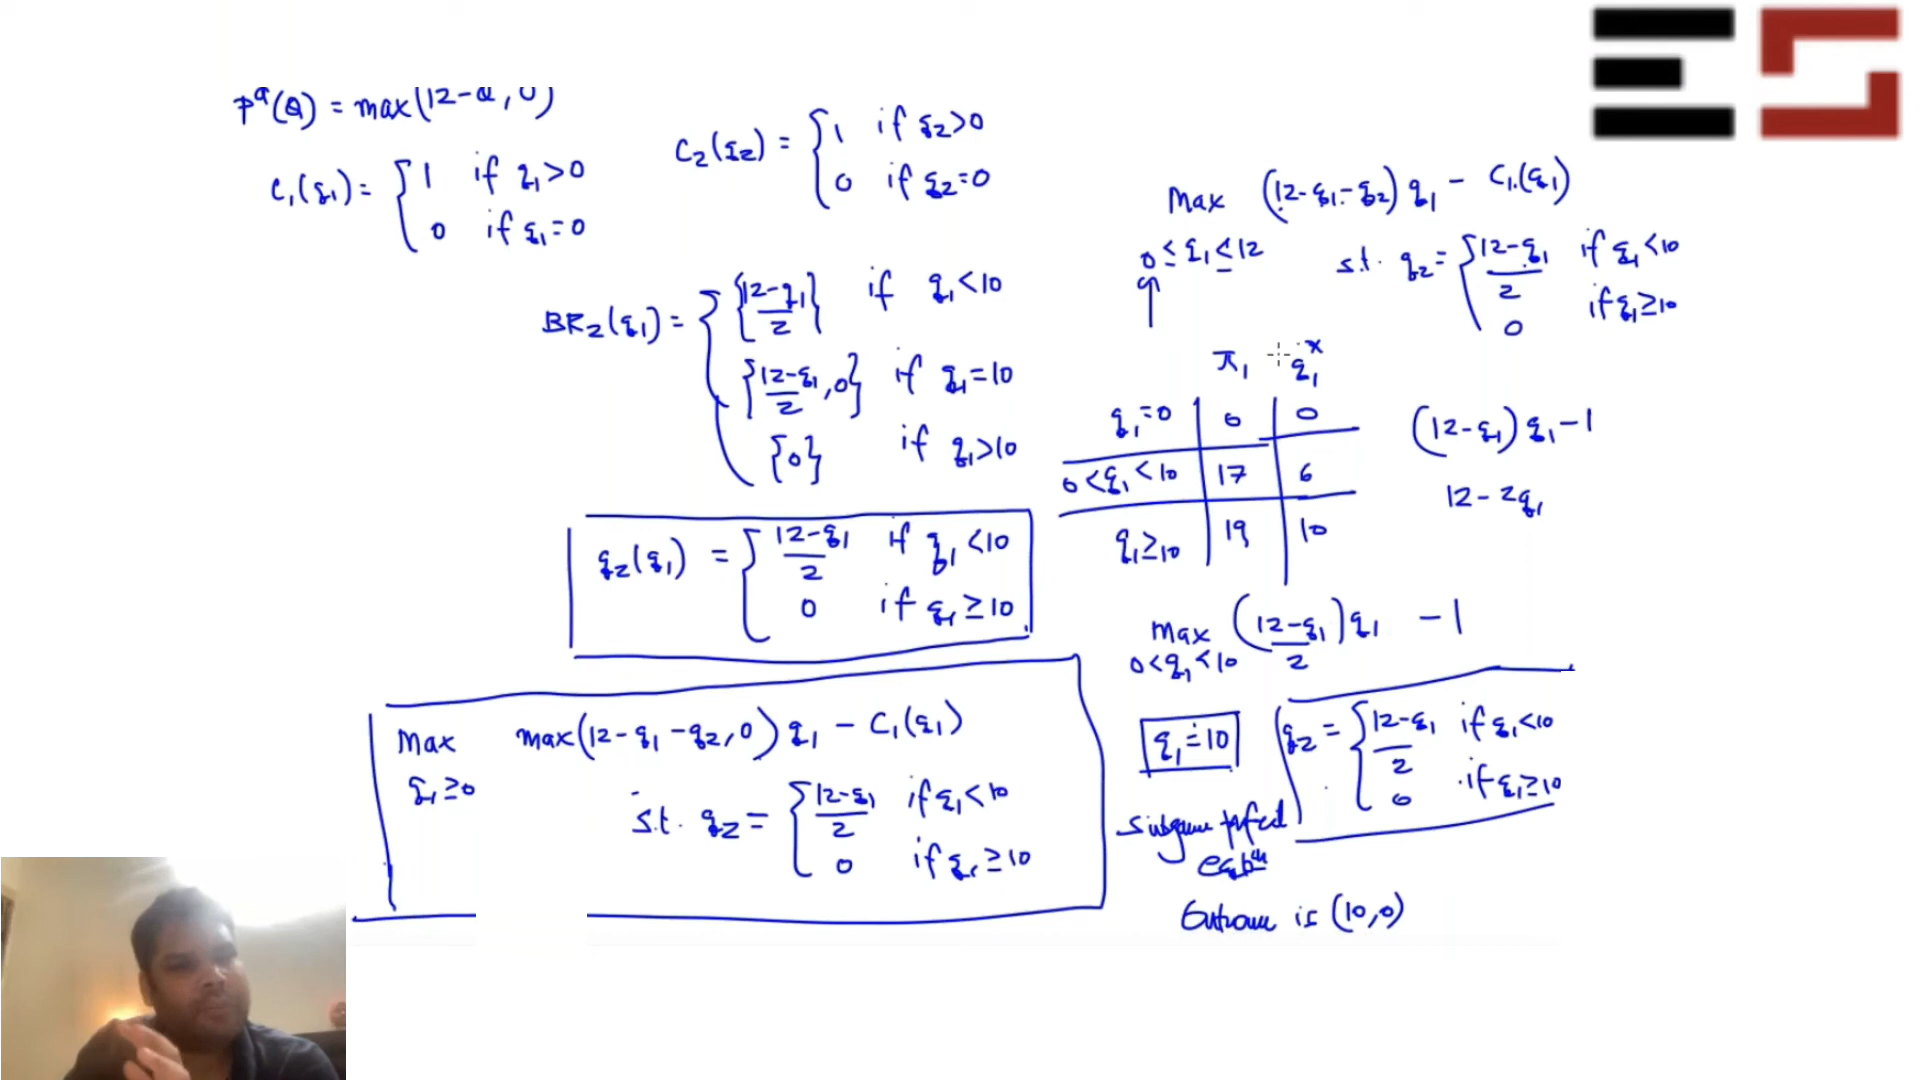 P^d(Q) = max(12-Q, 0)
C₁(q₁) = { 1 if q₁>0
0 if q₁=0
C₂(q₂) = { 1 if q₂>0
0 if q₂=0
BR₂(q₁) = { {12-q₁/2} if q₁<10
{12-q₁/2, 0} if q₁=10
{0} if q₁>10
q₂(q₁) = { 12-q₁/2 if q₁<10
0 if q₁≥10
Max max(12-q₁-q₂, 0) q₁ - C₁(q₁)
q₁≥0
s.t. q₂ = { 12-q₁/2 if q₁<10
0 if q₁≥10
Max (12-q₁-q₂) q₁ - C₁(q₁)
0≤q₁≤12
s.t. q₂ = { 12-q₁/2 if q₁<10
0 if q₁≥10
π₁ q₁*
q₁=0 0 0
0<q₁<10 17 6
q₁≥10 19 10
(12-q₁) q₁-1
12-2q₁
max (12-q₁/2) q₁ -1
0<q₁<10
q₁=10
q₂ = { 12-q₁/2 if q₁<10
0 if q₁≥10
Subgame perfect
eqbm
Outcome is (10,0)
ES